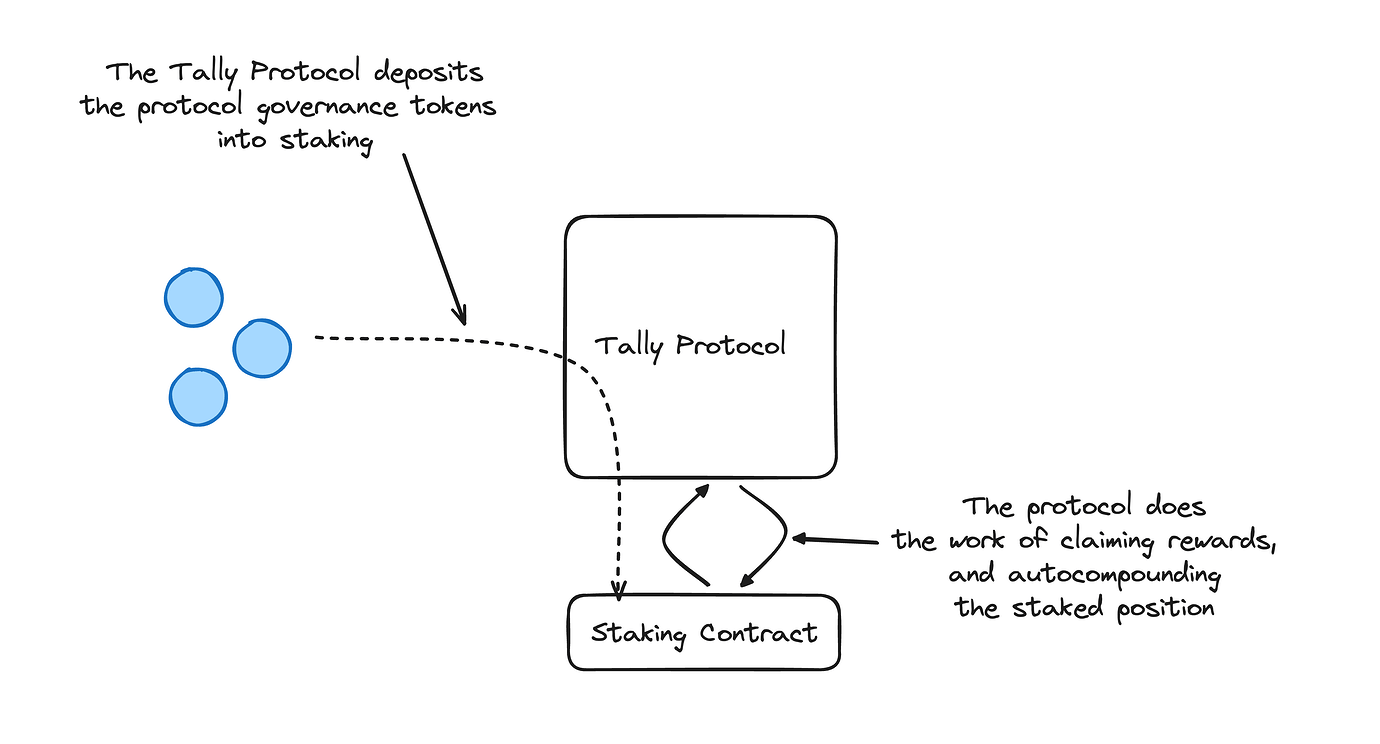 The Tally Protocol deposits
the protocol governance tokens
into staking
Tally Protocol
The protocol does
the work of claiming rewards,
and autocompounding
the staked position
Staking Contract